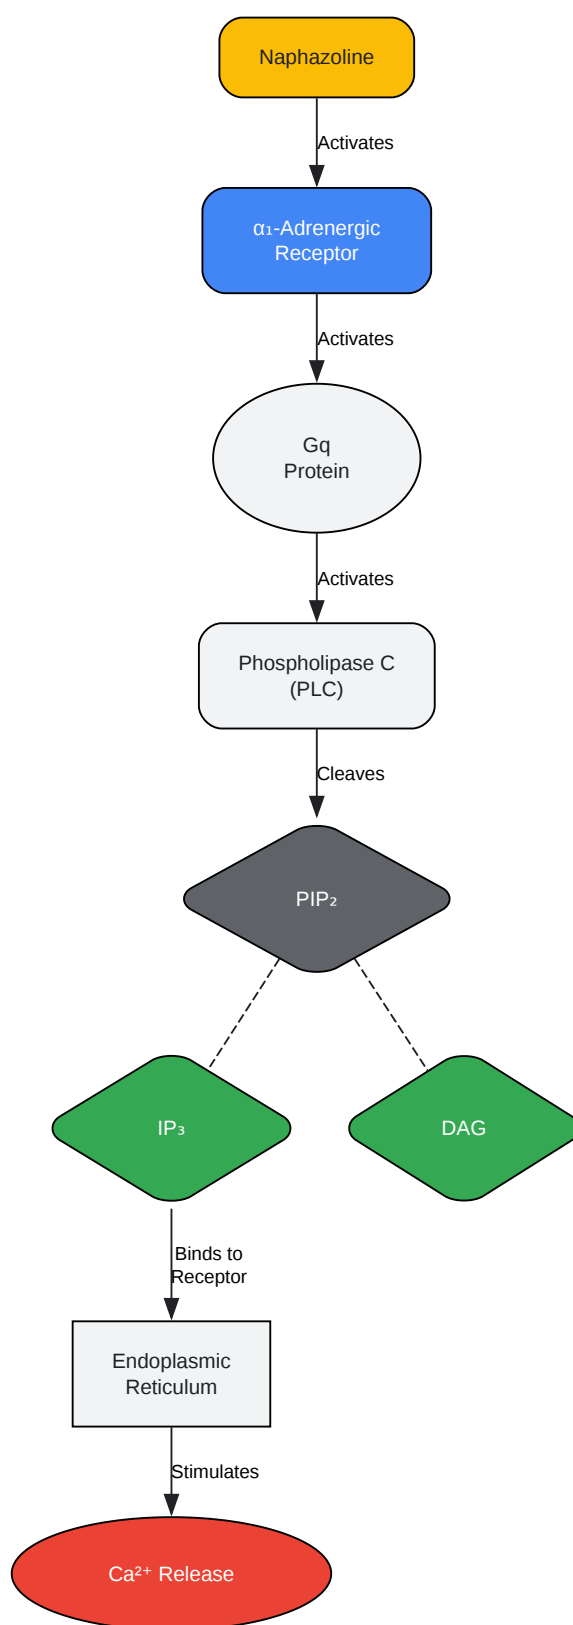 Naphazoline
Activates
α₁-Adrenergic
Receptor
Activates
Gq
Protein
Activates
Phospholipase C
(PLC)
Cleaves
PIP₂
IP₃
DAG
Binds to
Receptor
Endoplasmic
Reticulum
Stimulates
Ca²⁺ Release